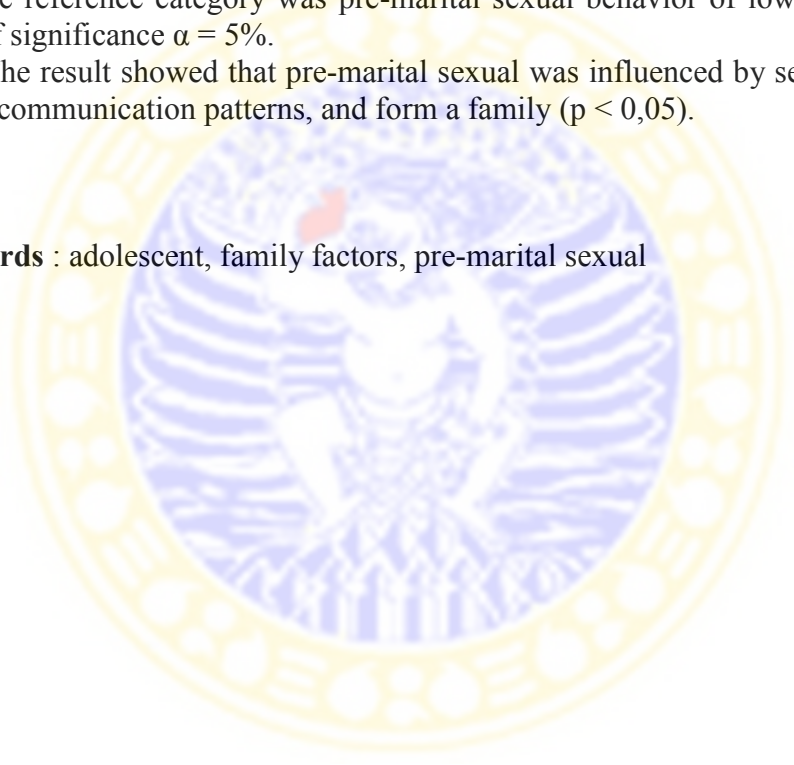 reference category was pre-marital sexual behavior of low
significance α = 5%.
he result showed that pre-marital sexual was influenced by se
communication patterns, and form a family (p < 0,05).
rds : adolescent, family factors, pre-marital sexual